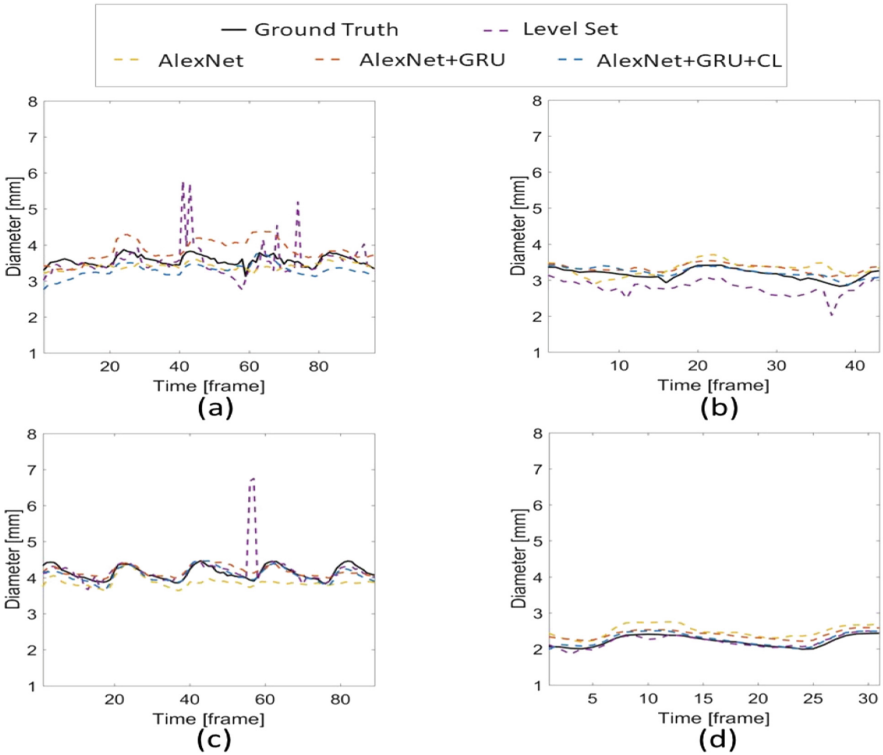 Ground Truth Level Set
AlexNet AlexNet+GRU AlexNet+GRU+CL
8
7
6
5
4
3
2
1
Diameter [mm]
20 40 60 80
Time [frame]
(a)
8
7
6
5
4
3
2
1
Diameter [mm]
10 20 30 40
Time [frame]
(b)
8
7
6
5
4
3
2
1
Diameter [mm]
20 40 60 80
Time [frame]
(c)
8
7
6
5
4
3
2
1
Diameter [mm]
5 10 15 20 25 30
Time [frame]
(d)